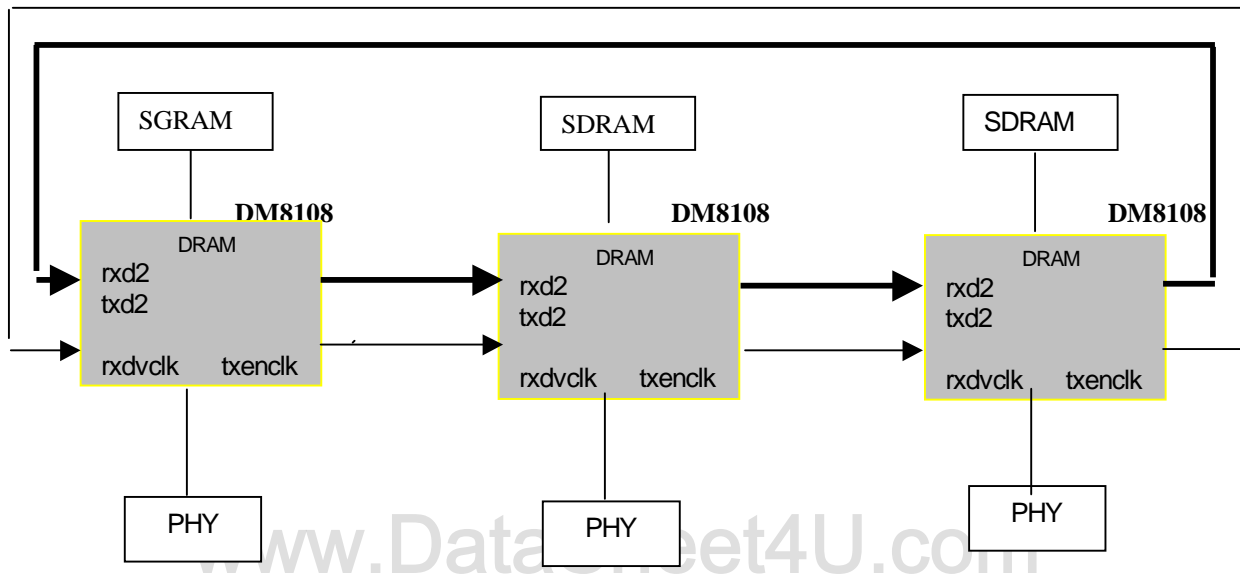 SGRAM
SDRAM
SDRAM
DM8108
DM8108
DM8108
DRAM
rxd2
txd2
rxdvclk txenclk
DRAM
rxd2
txd2
rxdvclk txenclk
DRAM
rxd2
txd2
rxdvclk txenclk
PHY
PHY
PHY
www.DataSheet4U.com